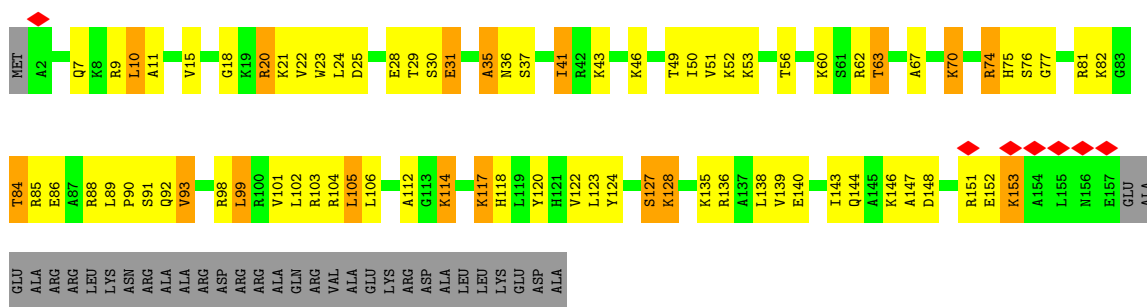 MET A2 Q7 K8 R9 L10 A11 V15 G18 K19 R20 K21 V22 W23 L24 D25 E28 T29 S30 E31 A35 N36 S37 I41 R42 K43 K46 T49 I50 V51 K52 K53 T56 K60 S61 R62 T63 A67 K70 R74 H75 S76 G77 R81 K82 G83
T84 R85 E86 A87 R88 L89 P90 S91 Q92 V93 R98 L99 R100 V101 L102 R103 R104 L105 L106 A112 G113 K114 K117 H118 L119 Y120 H121 V122 L123 Y124 S127 K128 K135 R136 A137 L138 V139 E140 I143 Q144 A145 K146 A147 D148 R151 E152 K153 A154 L155 N156 E157 GLU ALA
GLU ALA ARG ARG LEU LYS ASN ARG ALA ALA ARG ASP ARG ARG ALA GLN ARG VAL ALA GLU LYS ARG ASP ALA LEU LEU LYS GLU ASP ALA